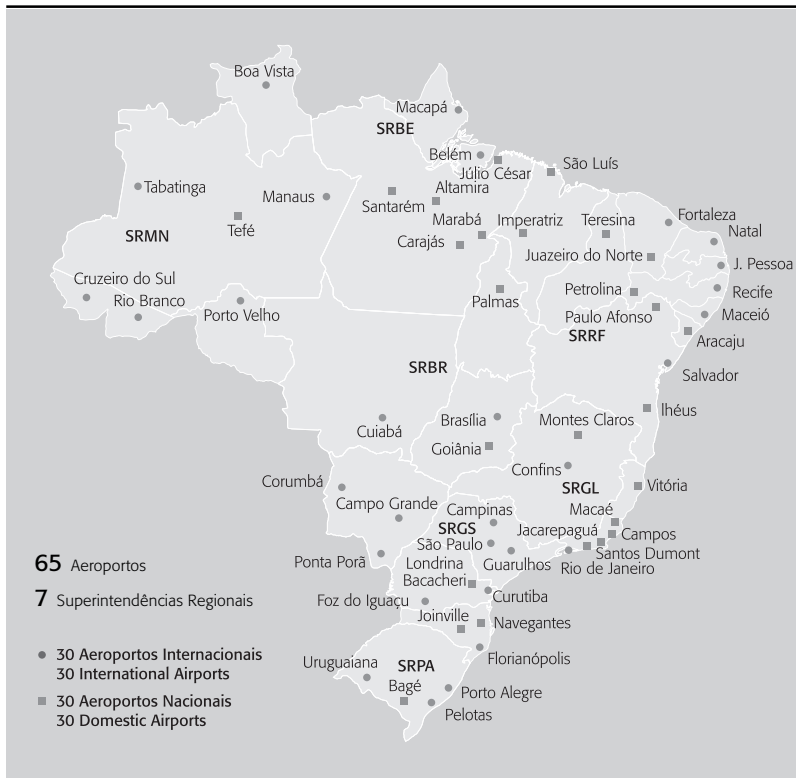 Boa Vista
Macapá
SRBE
Belém
Júlio César
São Luís
Tabatinga
Manaus
Santarém
Altamira
Tefé
Marabá
Imperatriz
Teresina
Fortaleza
Natal
SRMN
Carajás
Juazeiro do Norte
J. Pessoa
Cruzeiro do Sul
Rio Branco
Porto Velho
Palmas
Petrolina
Recife
Paulo Afonso
Maceió
SRRF
Aracaju
SRBR
Salvador
Cuiabá
Brasília
Montes Claros
Ilhéus
Goiânia
Confins
Corumbá
SRGL
Vitória
Campo Grande
Campinas
Macaé
SRGS
Jacarepaguá
Campos
São Paulo
Santos Dumont
Ponta Porã
Londrina
Guarulhos
Rio de Janeiro
Bacacheri
Curutiba
Foz do Iguaçu
Joinville
Navegantes
Florianópolis
Uruguaiana
SRPA
Bagé
Porto Alegre
Pelotas
65 Aeroportos
7 Superintendências Regionais
30 Aeroportos Internacionais
30 International Airports
30 Aeroportos Nacionais
30 Domestic Airports